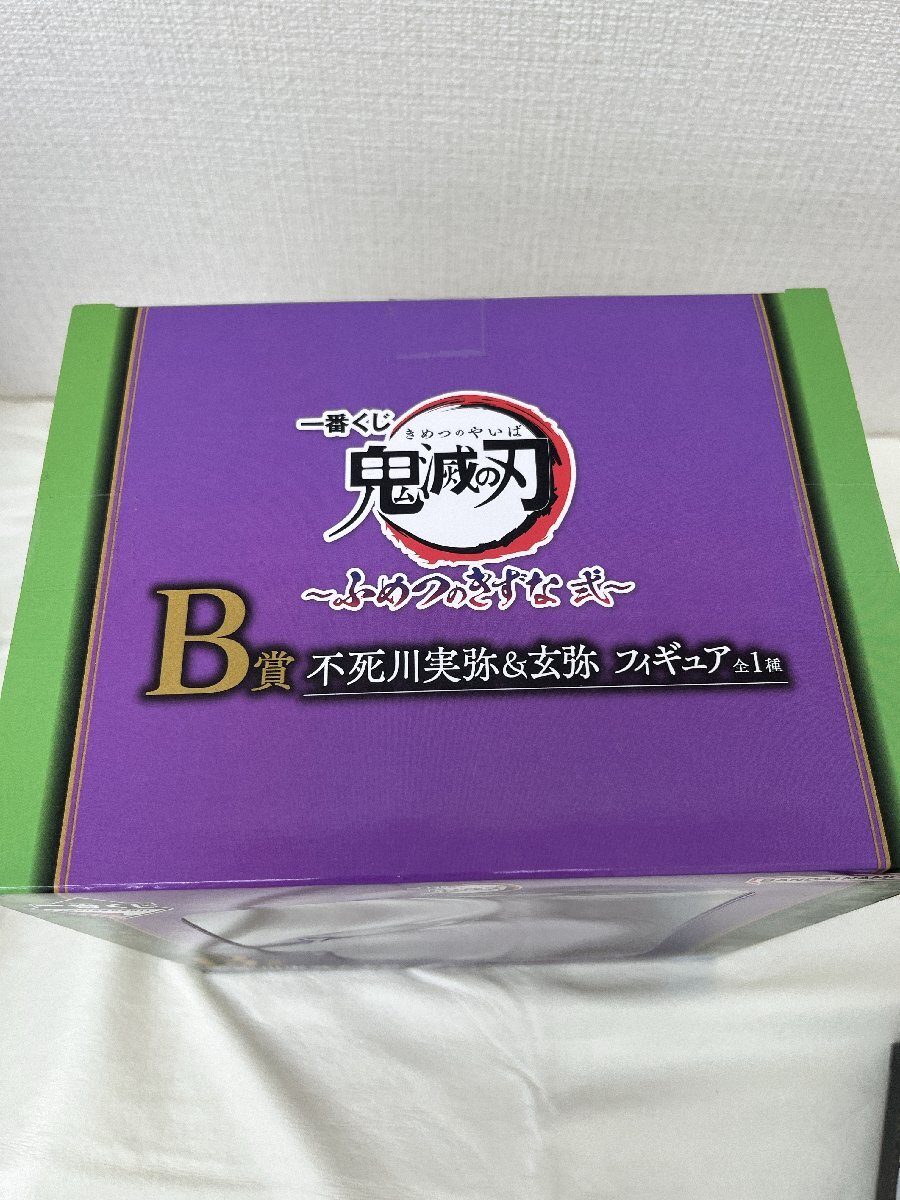 一番くじ
きめつのやいば
鬼滅の刃
～ふめつのきずな 弐～
B賞 不死川実弥&玄弥 フィギュア 全1種